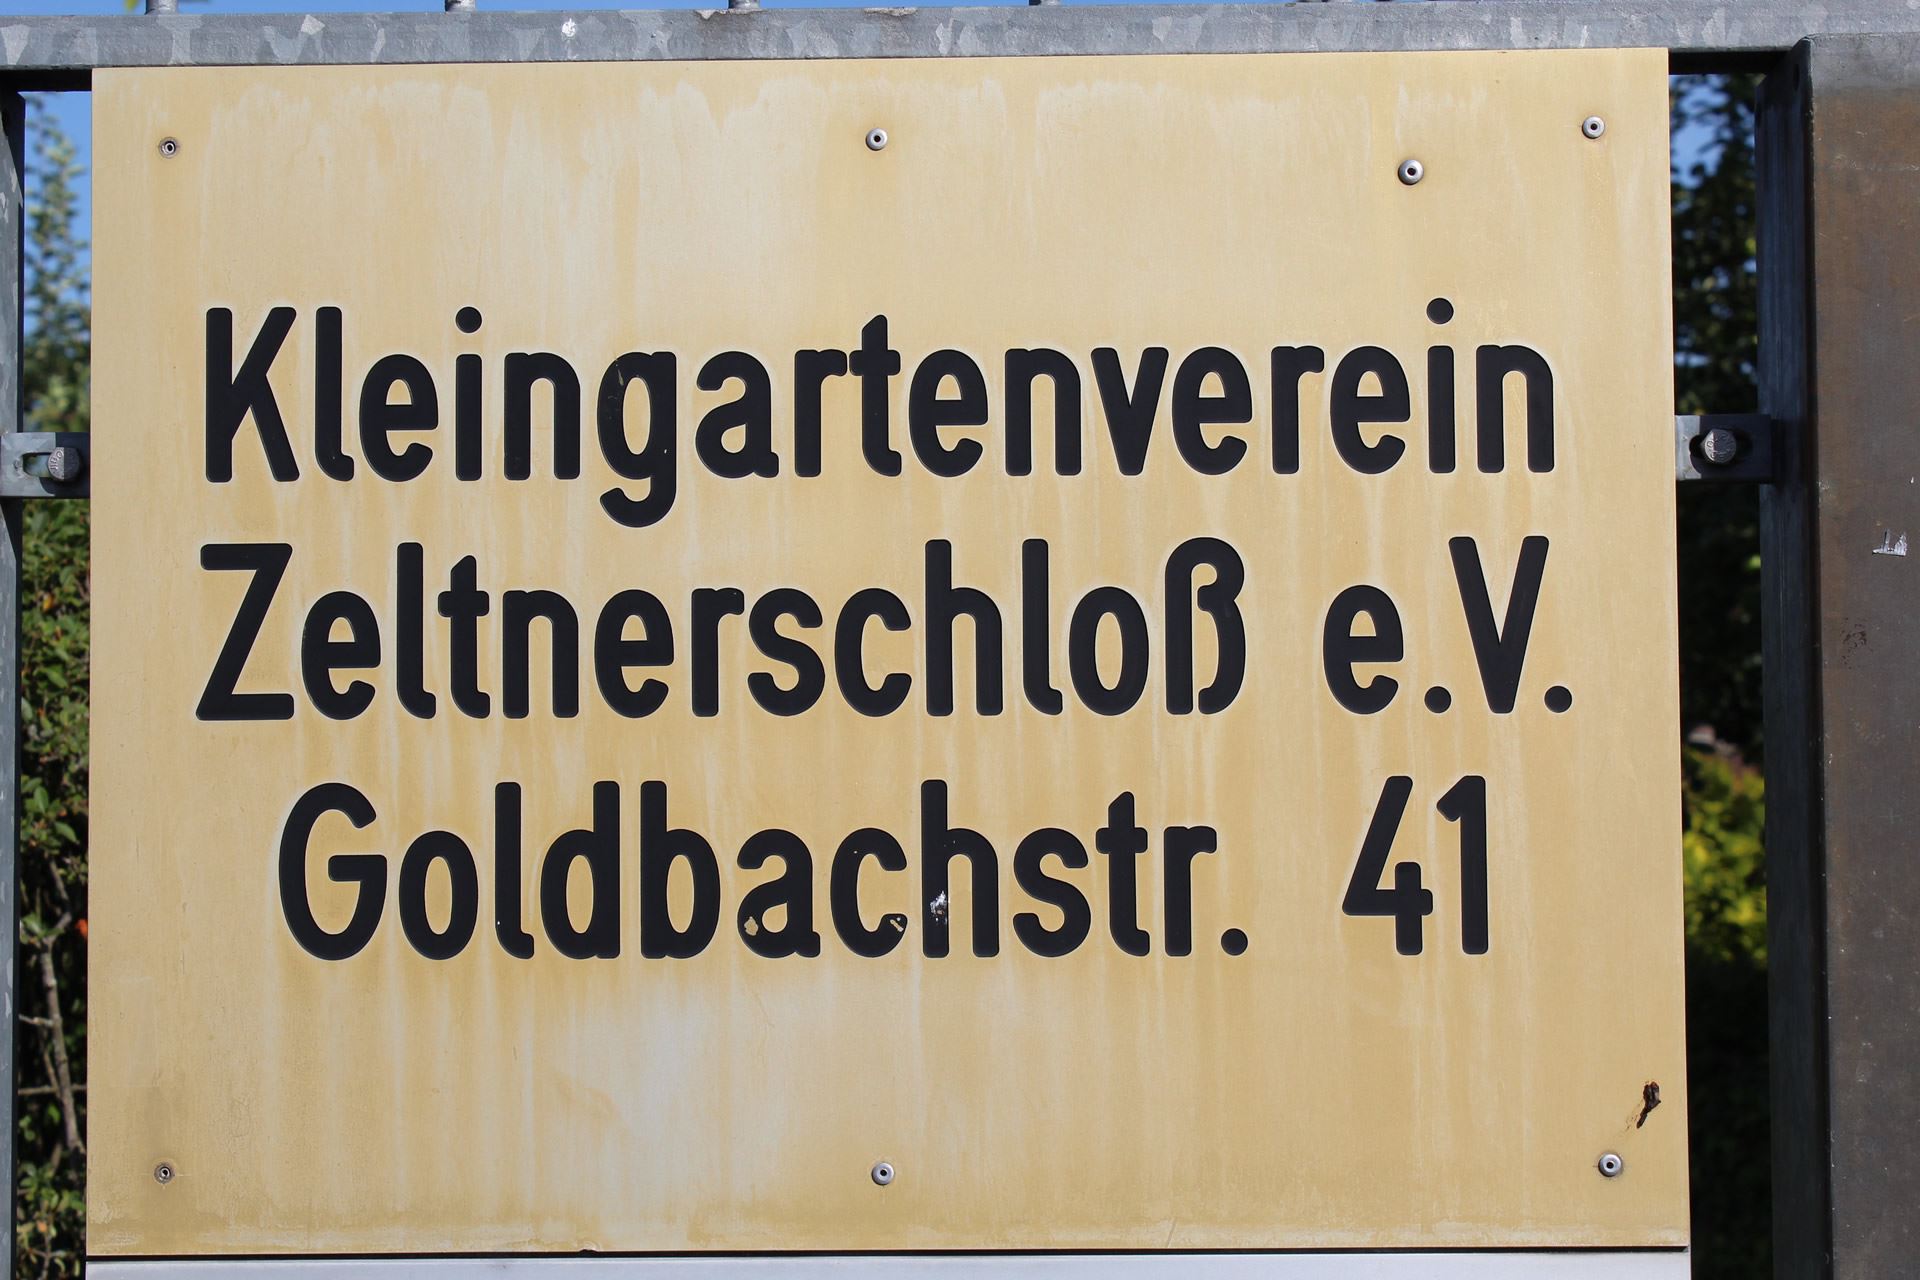 Kleingartenverein
Zeltnerschloß e.V.
Goldbachstr. 41